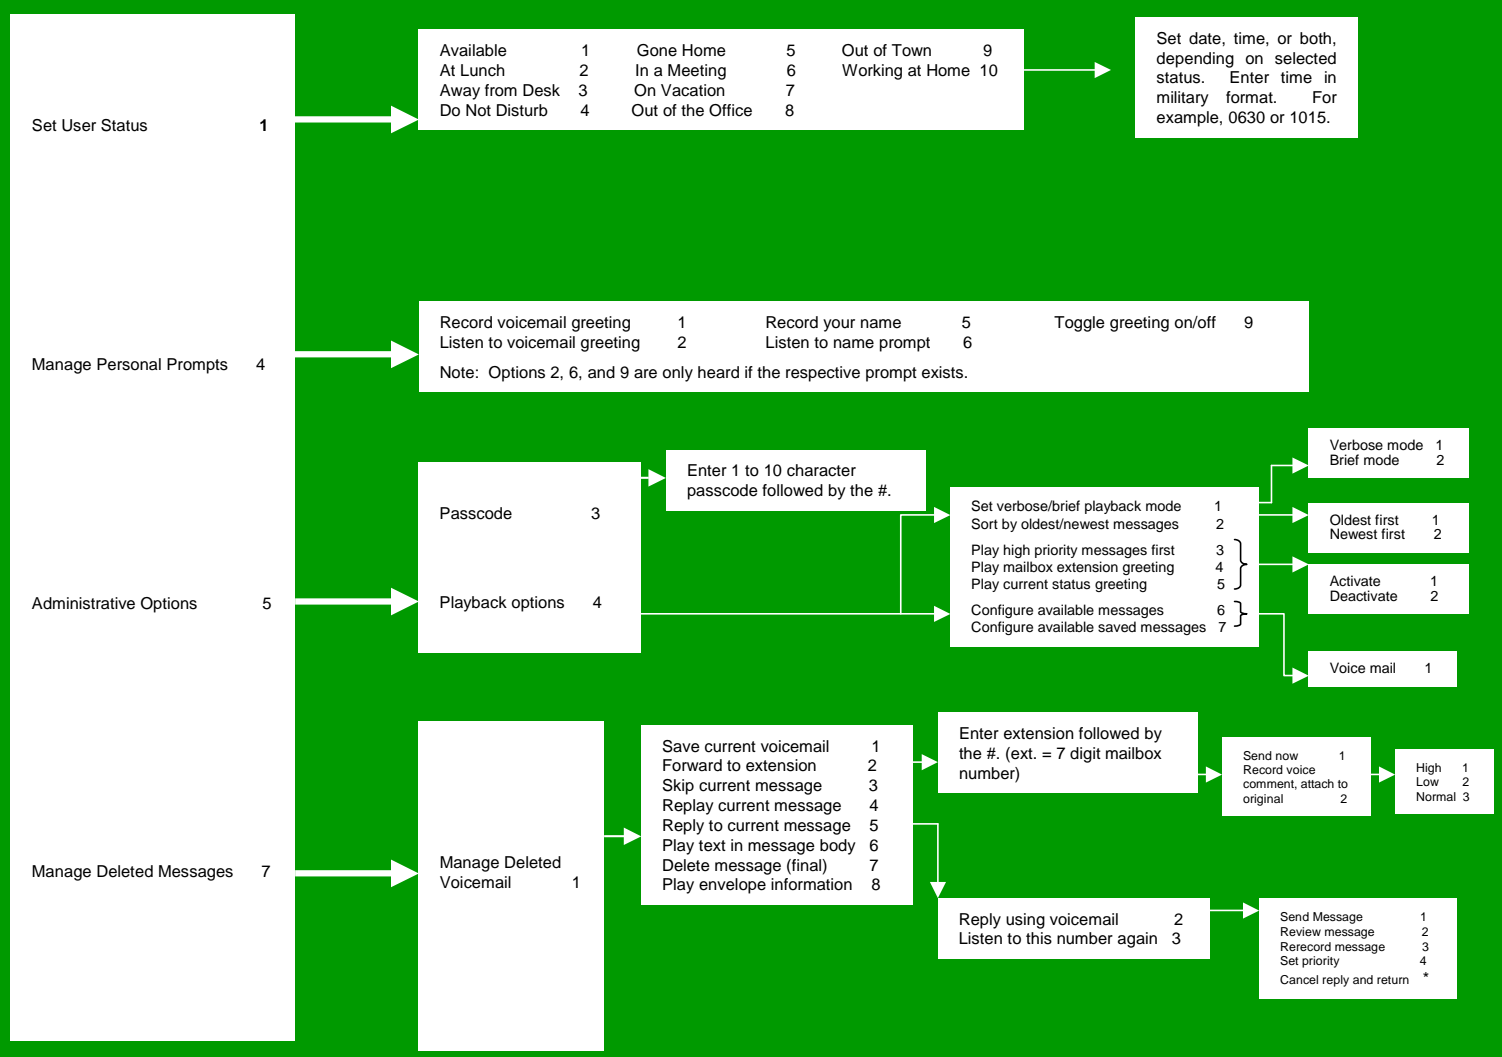 Set User Status 1
Available 1 Gone Home 5 Out of Town 9
At Lunch 2 In a Meeting 6 Working at Home 10
Away from Desk 3 On Vacation 7
Do Not Disturb 4 Out of the Office 8
Set date, time, or both,
depending on selected
status. Enter time in
military format. For
example, 0630 or 1015.
Manage Personal Prompts 4
Record voicemail greeting 1 Record your name 5 Toggle greeting on/off 9
Listen to voicemail greeting 2 Listen to name prompt 6
Note: Options 2, 6, and 9 are only heard if the respective prompt exists.
Administrative Options 5
Passcode 3
Playback options 4
Enter 1 to 10 character
passcode followed by the #.
Set verbose/brief playback mode 1
Sort by oldest/newest messages 2
Play high priority messages first 3
Play mailbox extension greeting 4
Play current status greeting 5
Configure available messages 6
Configure available saved messages 7
Verbose mode 1
Brief mode 2
Oldest first 1
Newest first 2
Activate 1
Deactivate 2
Voice mail 1
Manage Deleted Messages 7
Manage Deleted
Voicemail 1
Save current voicemail 1
Forward to extension 2
Skip current message 3
Replay current message 4
Reply to current message 5
Play text in message body 6
Delete message (final) 7
Play envelope information 8
Enter extension followed by
the #. (ext. = 7 digit mailbox
number)
Send now 1
Record voice
comment, attach to
original 2
High 1
Low 2
Normal 3
Reply using voicemail 2
Listen to this number again 3
Send Message 1
Review message 2
Rerecord message 3
Set priority 4
Cancel reply and return *